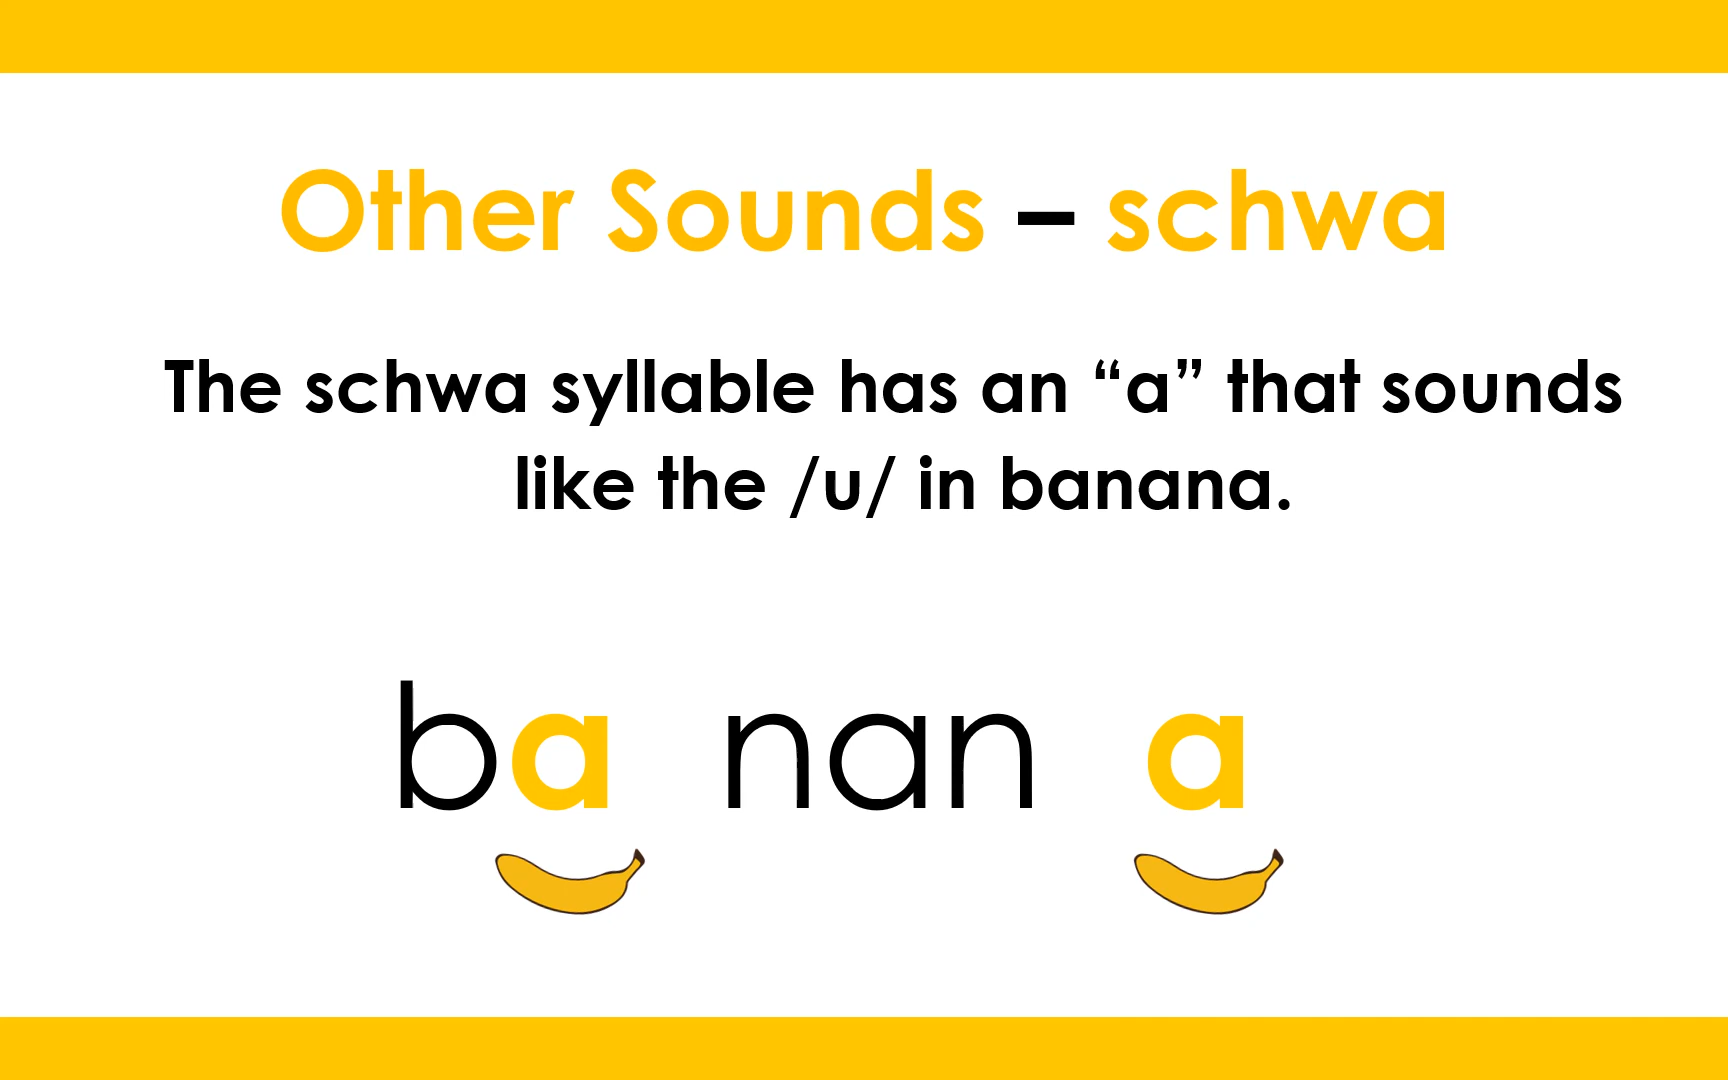 Other Sounds – schwa
The schwa syllable has an “a” that sounds
like the /u/ in banana.
ba nan a